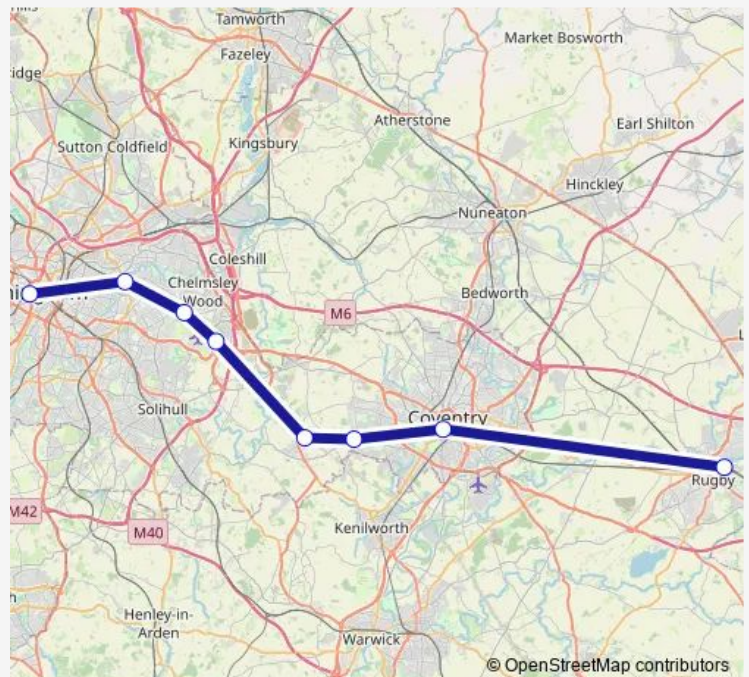 Tamworth
Fazeley
Market Bosworth
idge
Atherstone
Earl Shilton
Sutton Coldfield
Kingsbury
Hinckley
Nuneaton
Coleshill
Chelmsley
Wood
Bedworth
M6
Solihull
Coventry
Rugby
M42
M40
Kenilworth
Henley-in-
Arden
Warwick
© OpenStreetMap contributors